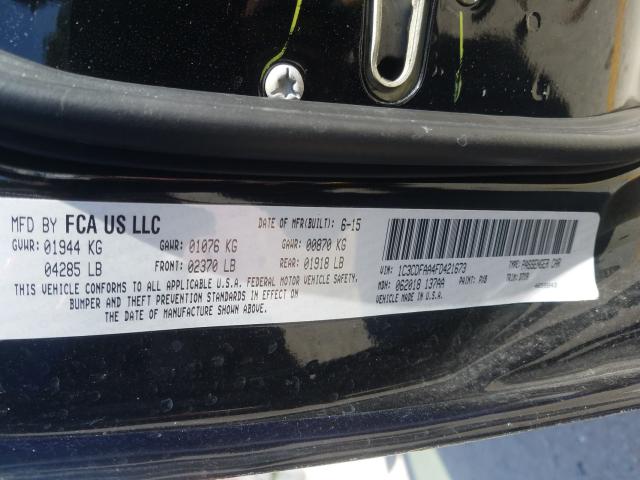 MFD BY FCA US LLC DATE OF MFR(BUILT): 6-15
GVWR: 01944 KG GAWR: 01076 KG GAWR: 00870 KG
04285 LB FRONT: 02370 LB REAR: 01918 LB
THIS VEHICLE CONFORMS TO ALL APPLICABLE U.S.A. FEDERAL MOTOR VEHICLE SAFETY,
BUMPER AND THEFT PREVENTION STANDARDS IN EFFECT ON
THE DATE OF MANUFACTURE SHOWN ABOVE.
VIN: 1C3CDFAA4FD421673 TYPE: PASSENGER CAR
MDH: 062018 137AA PAINT: PXB TRIM:
VEHICLE MADE IN U.S.A.